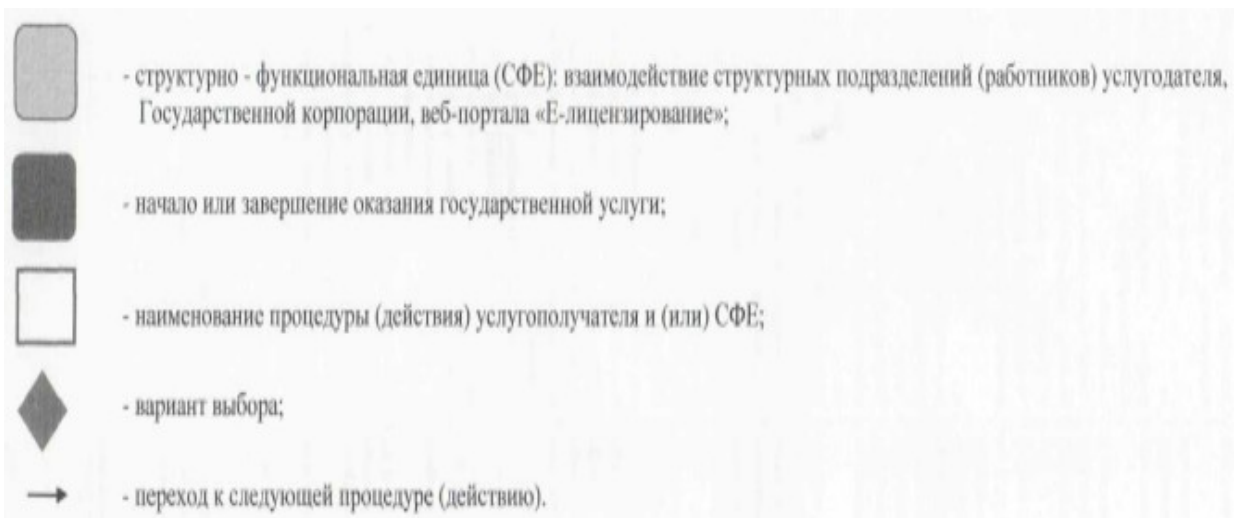 - структурно - функциональная единица (СФЕ): взаимодействие структурных подразделений (работников) услугодателя,
Государственной корпорации, веб-портала «Е-лицензирование»;
- начало или завершение оказания государственной услуги;
- наименование процедуры (действия) услугополучателя и (или) СФЕ;
- вариант выбора;
- переход к следующей процедуре (действию).